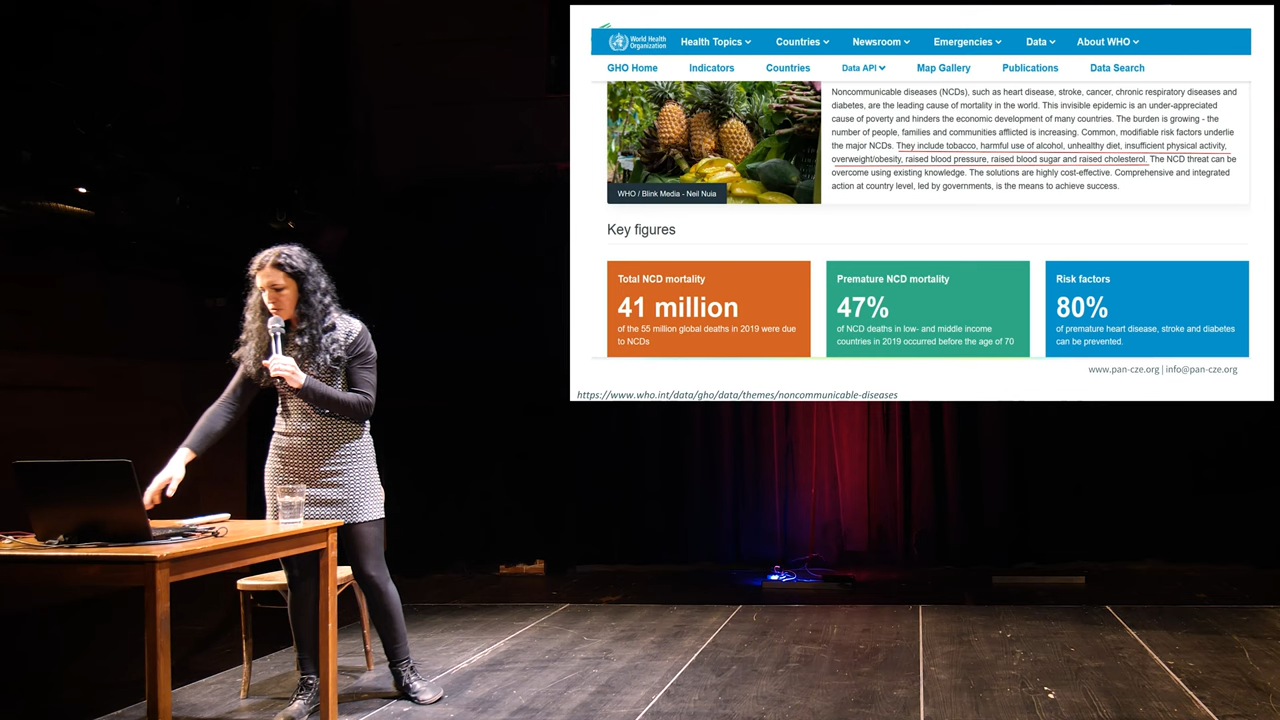 World Health
Organization
Health Topics
Countries
Newsroom
Emergencies
Data
About WHO
GHO Home
Indicators
Countries
Data API
Map Gallery
Publications
Data Search
Noncommunicable diseases (NCDs), such as heart disease, stroke, cancer, chronic respiratory diseases and
diabetes, are the leading cause of mortality in the world. This invisible epidemic is an under-appreciated
cause of poverty and hinders the economic development of many countries. The burden is growing - the
number of people, families and communities afflicted is increasing. Common, modifiable risk factors underlie
the major NCDs. They include tobacco, harmful use of alcohol, unhealthy diet, insufficient physical activity,
overweight/obesity, raised blood pressure, raised blood sugar and raised cholesterol. The NCD threat can be
overcome using existing knowledge. The solutions are highly cost-effective. Comprehensive and integrated
action at country level, led by governments, is the means to achieve success.
WHO / Blink Media - Neil Nuia
Key figures
Total NCD mortality
41 million
of the 55 million global deaths in 2019 were due
to NCDs
Premature NCD mortality
47%
of NCD deaths in low- and middle income
countries in 2019 occurred before the age of 70
Risk factors
80%
of premature heart disease, stroke and diabetes
can be prevented.
www.pan-cze.org | info@pan-cze.org
https://www.who.int/data/gho/data/themes/noncommunicable-diseases